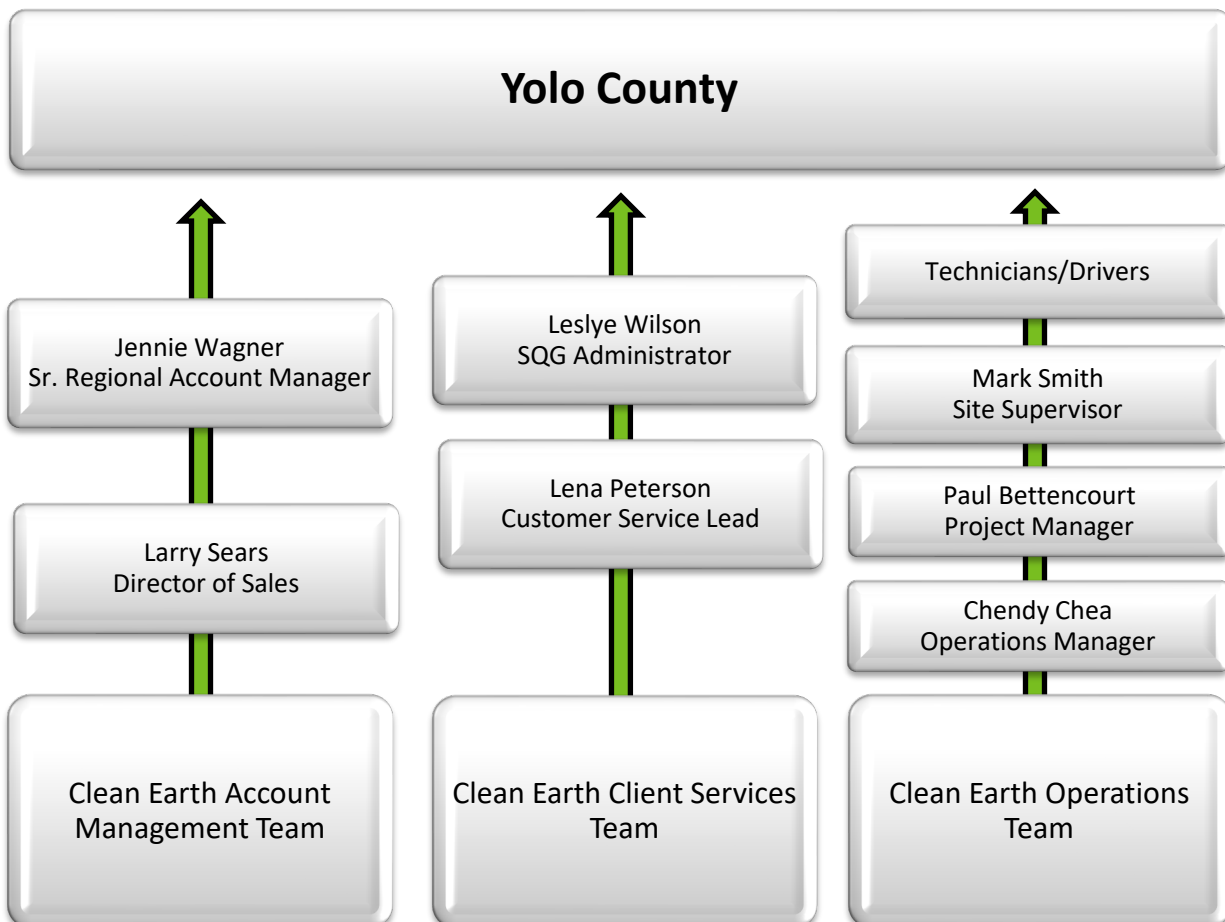 Yolo County
Jennie Wagner
Sr. Regional Account Manager
Larry Sears
Director of Sales
Clean Earth Account
Management Team
Leslye Wilson
SQG Administrator
Lena Peterson
Customer Service Lead
Clean Earth Client Services
Team
Technicians/Drivers
Mark Smith
Site Supervisor
Paul Bettencourt
Project Manager
Chendy Chea
Operations Manager
Clean Earth Operations
Team